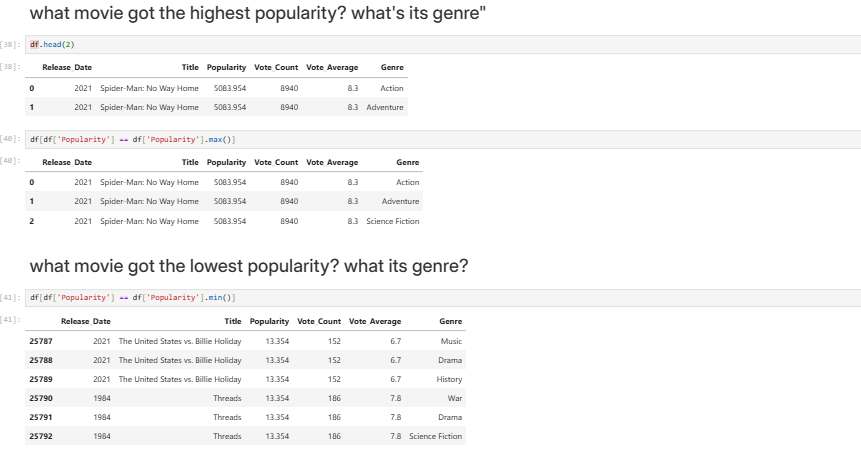 what movie got the highest popularity? what's its genre"
[38]: df.head(2)
[38]: Release_Date Title Popularity Vote_Count Vote_Average Genre
0 2021 Spider-Man: No Way Home 5083.954 8940 8.3 Action
1 2021 Spider-Man: No Way Home 5083.954 8940 8.3 Adventure
[40]: df[df['Popularity'] == df['Popularity'].max()]
[40]: Release_Date Title Popularity Vote_Count Vote_Average Genre
0 2021 Spider-Man: No Way Home 5083.954 8940 8.3 Action
1 2021 Spider-Man: No Way Home 5083.954 8940 8.3 Adventure
2 2021 Spider-Man: No Way Home 5083.954 8940 8.3 Science Fiction
what movie got the lowest popularity? what its genre?
[41]: df[df['Popularity'] == df['Popularity'].min()]
[41]: Release_Date Title Popularity Vote_Count Vote_Average Genre
25787 2021 The United States vs. Billie Holiday 13.354 152 6.7 Music
25788 2021 The United States vs. Billie Holiday 13.354 152 6.7 Drama
25789 2021 The United States vs. Billie Holiday 13.354 152 6.7 History
25790 1984 Threads 13.354 186 7.8 War
25791 1984 Threads 13.354 186 7.8 Drama
25792 1984 Threads 13.354 186 7.8 Science Fiction